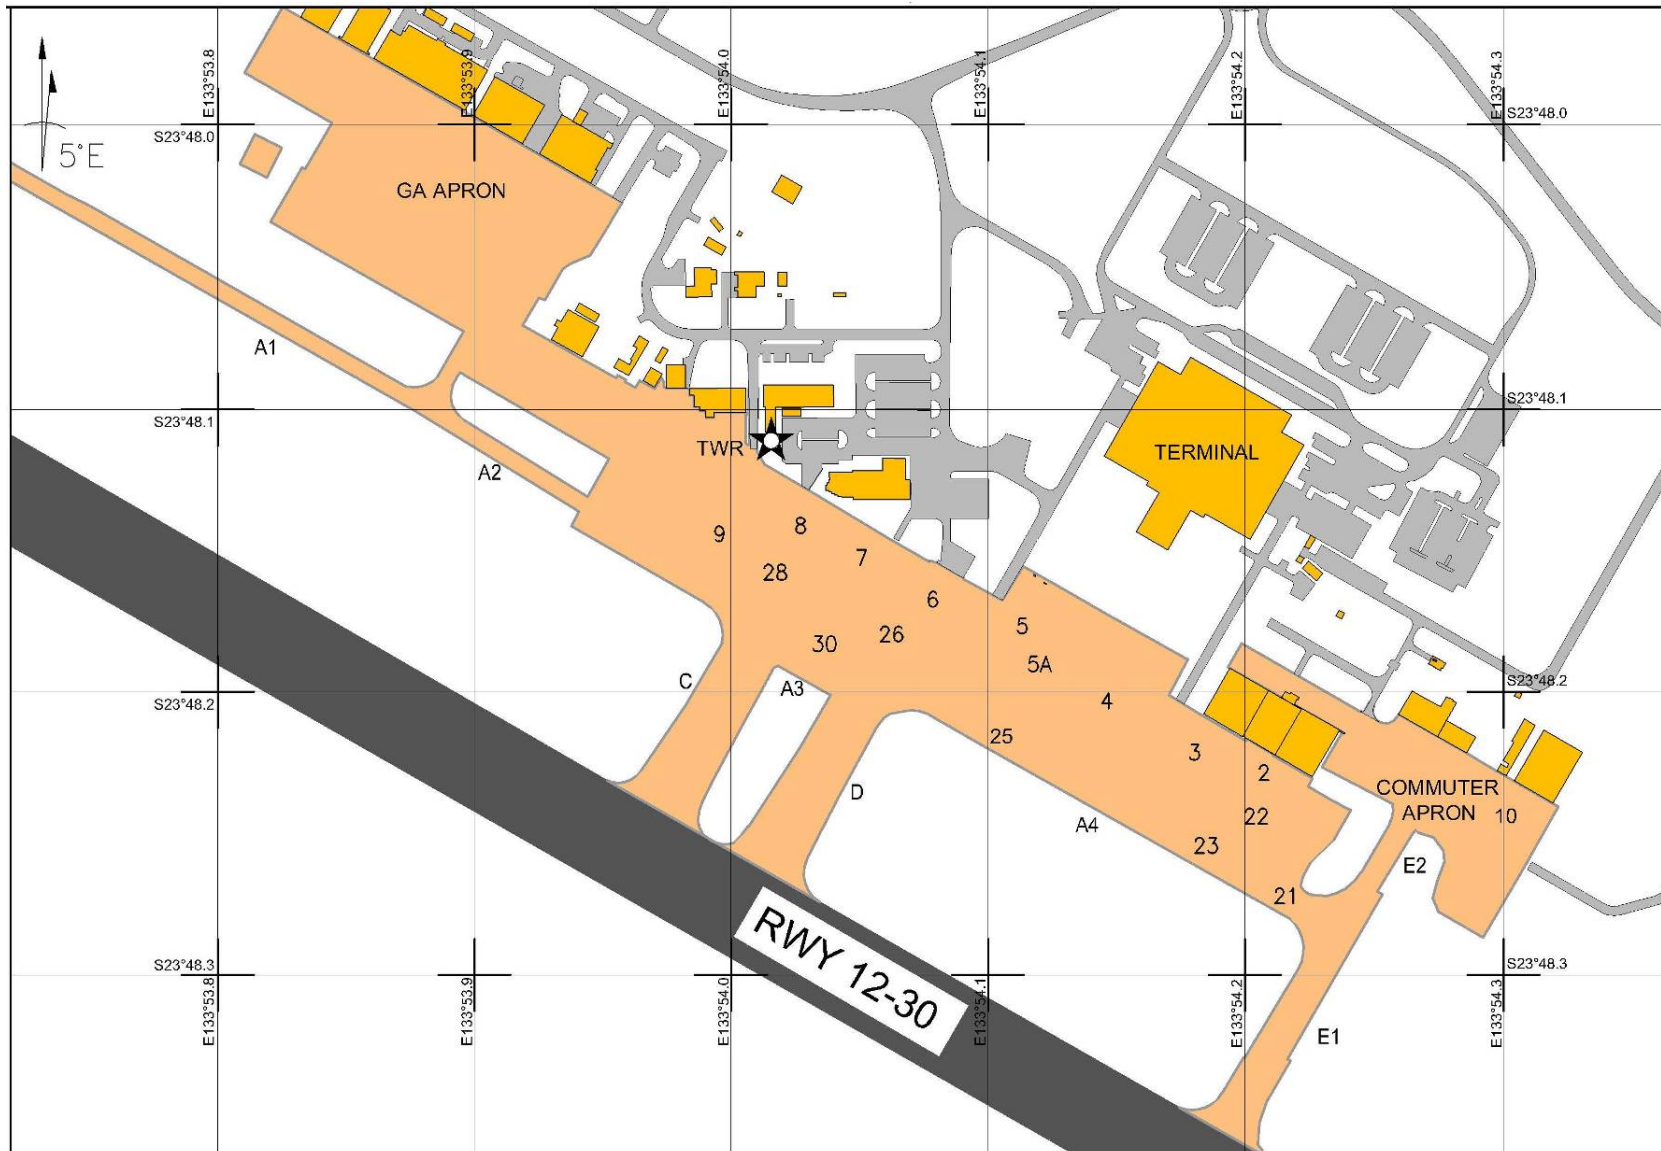 E133°53.8
E133°53.9
E133°54.0
E133°54.1
E133°54.2
E133°54.3
S23°48.0
S23°48.0
5°E
GA APRON
A1
S23°48.1
S23°48.1
A2
TWR
TERMINAL
9
8
28
7
6
30
26
5
5A
C
A3
S23°48.2
S23°48.2
4
25
3
2
D
A4
22
23
COMMUTER
APRON
10
E2
21
RWY 12-30
S23°48.3
S23°48.3
E133°53.8
E133°53.9
E133°54.0
E133°54.1
E133°54.2
E133°54.3
E1